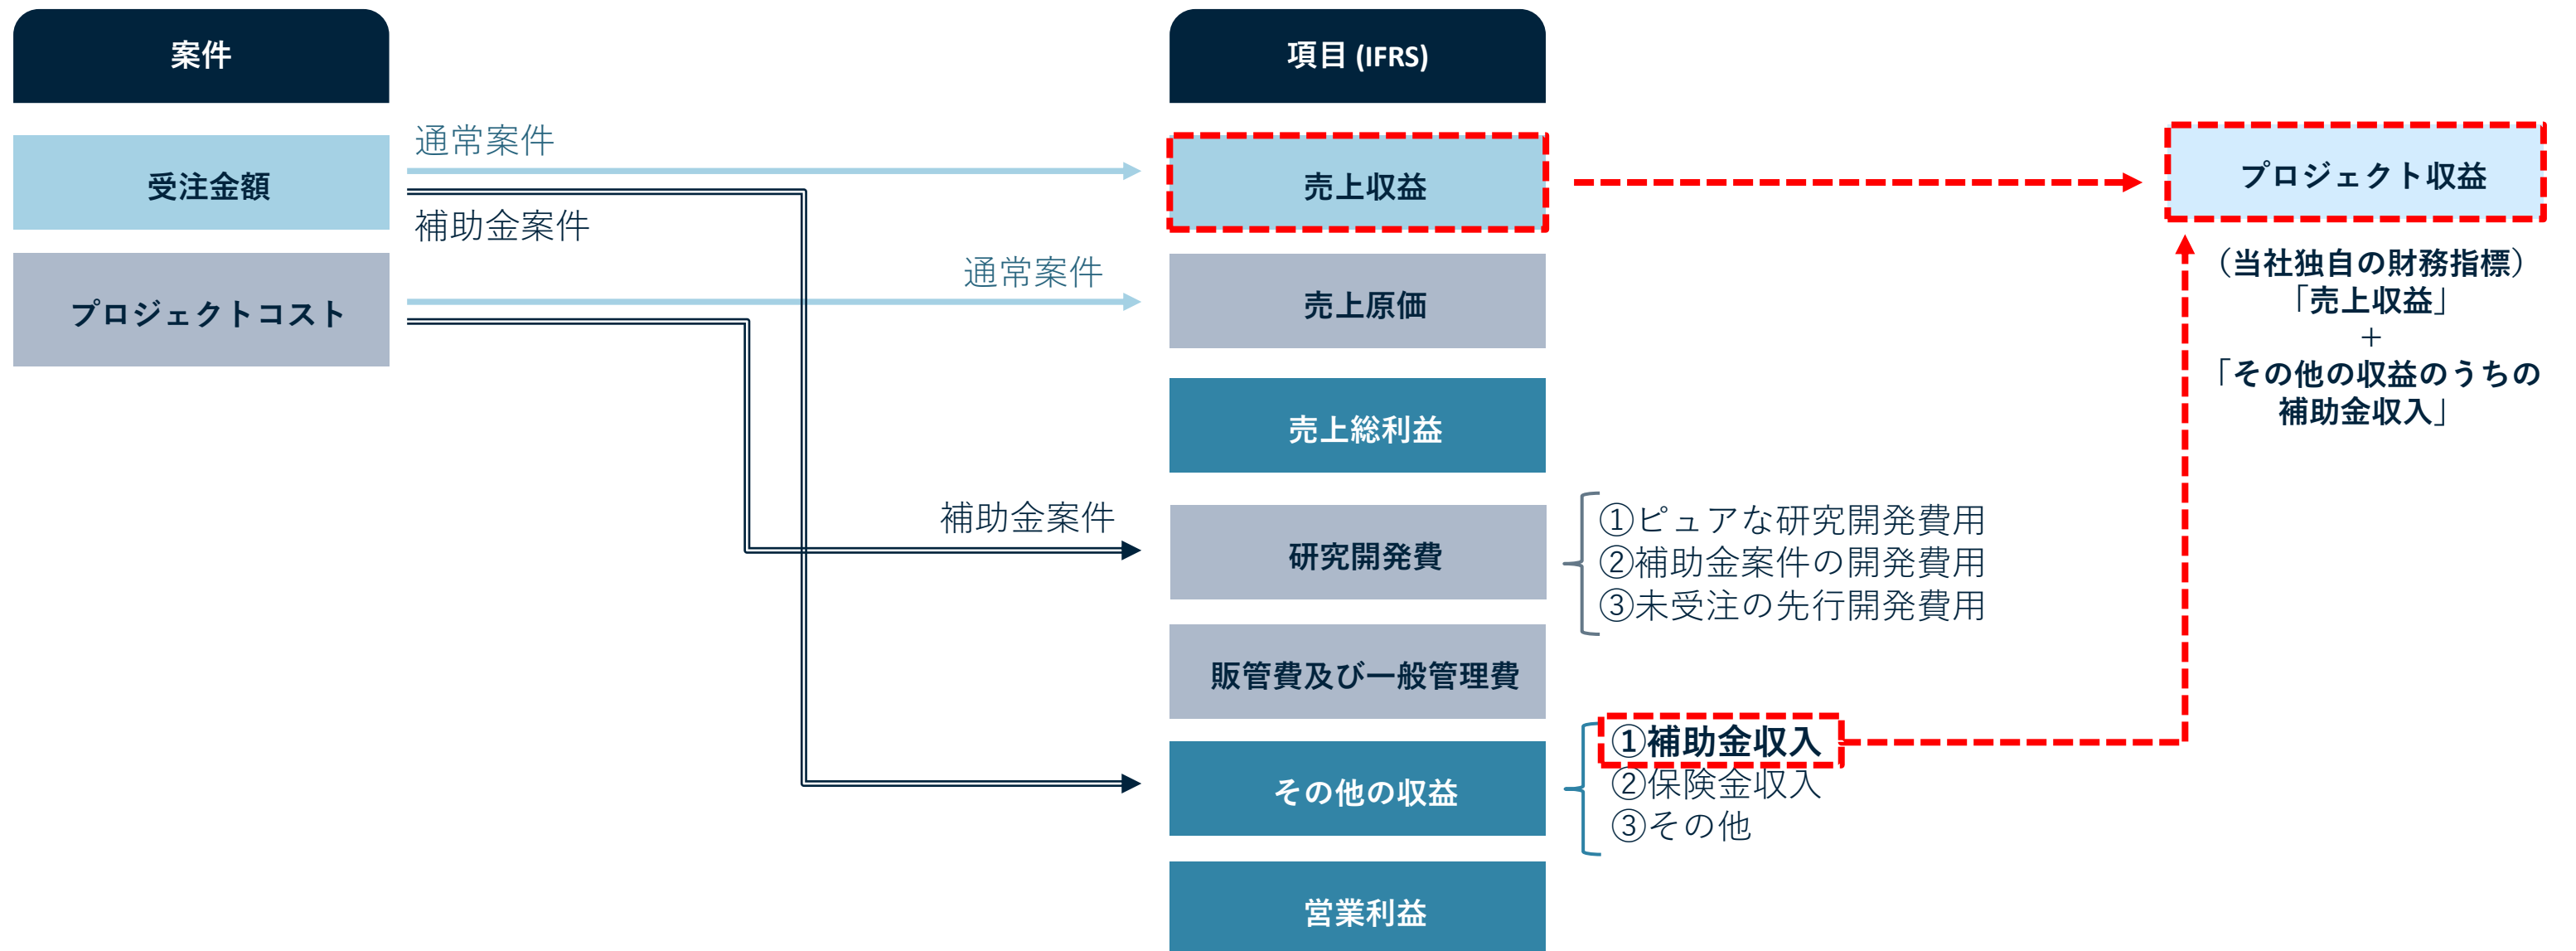 案件
項目 (IFRS)
通常案件
受注金額
売上収益
プロジェクト収益
補助金案件
（当社独自の財務指標）
「売上収益」
＋
「その他の収益のうちの
補助金収入」
通常案件
プロジェクトコスト
売上原価
売上総利益
補助金案件
研究開発費
①ピュアな研究開発費用
②補助金案件の開発費用
③未受注の先行開発費用
販管費及び一般管理費
その他の収益
①補助金収入
②保険金収入
③その他
営業利益